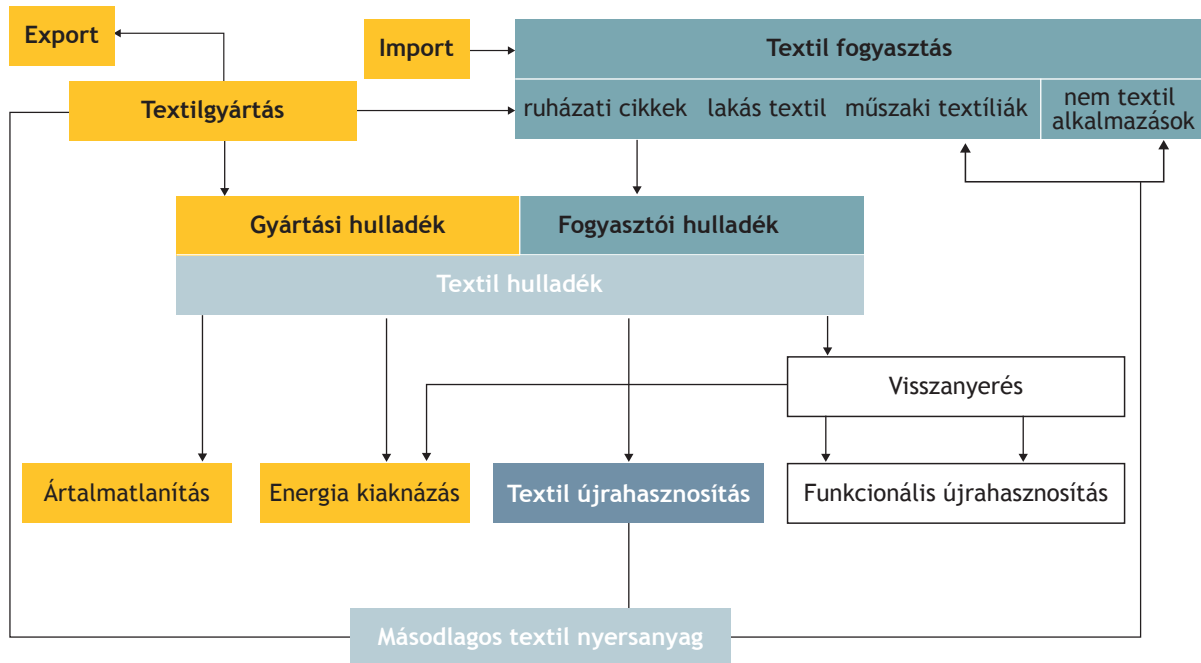 Export
Import
Textil fogyasztás
Textilgyártás
ruházati cikkek lakás textil műszaki textíliák
nem textil
alkalmazások
Gyártási hulladék
Fogyasztói hulladék
Textil hulladék
Visszanyerés
Ártalmatlanítás
Energia kiaknázás
Textil újrahasznosítás
Funkcionális újrahasznosítás
Másodlagos textil nyersanyag